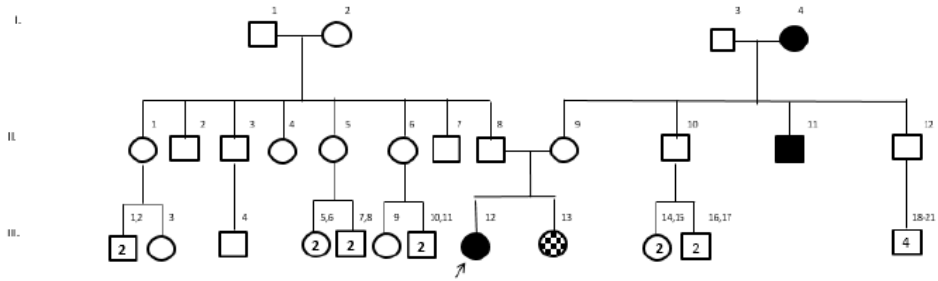 I.
1 2 3 4
II.
1 2 3 4 5 6 7 8 9 10 11 12
III.
1,2 3 4 5,6 7,8 9 10,11 12 13 14,15 16,17 18-21
2 2 2 2 2 2 4